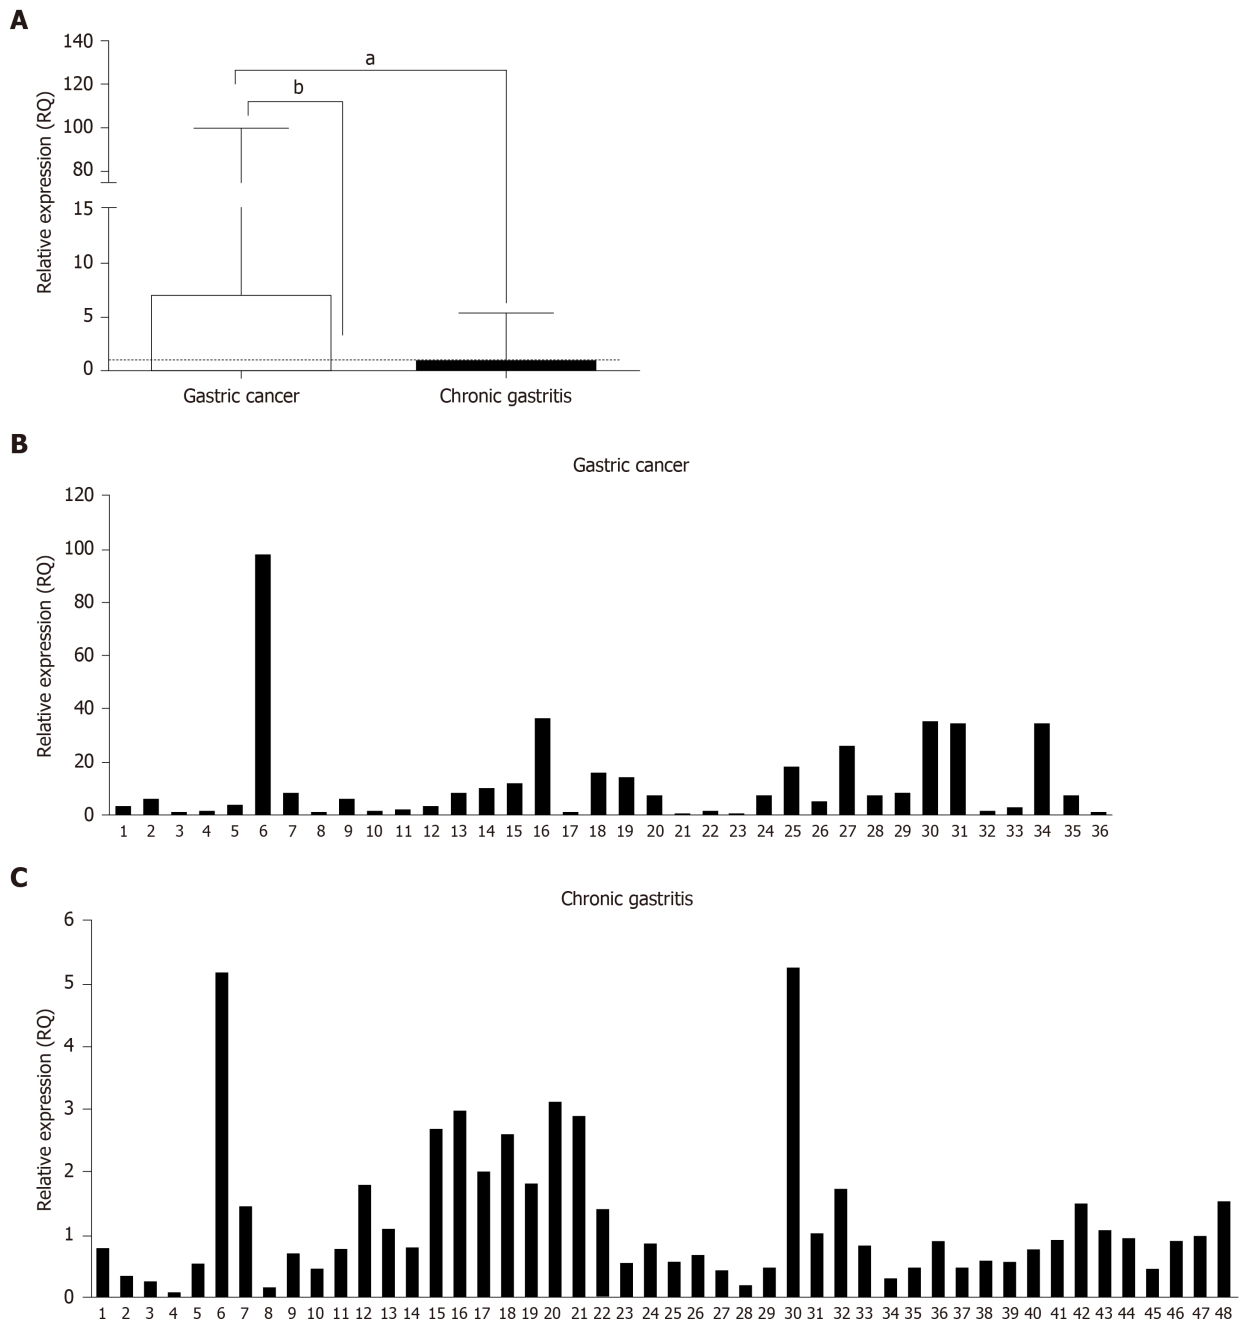 A
140
120
100
80
15
10
5
0
Relative expression (RQ)
a
b
Gastric cancer Chronic gastritis
B
Gastric cancer
120
100
80
60
40
20
0
Relative expression (RQ)
1 2 3 4 5 6 7 8 9 10 11 12 13 14 15 16 17 18 19 20 21 22 23 24 25 26 27 28 29 30 31 32 33 34 35 36
C
Chronic gastritis
6
5
4
3
2
1
0
Relative expression (RQ)
1 2 3 4 5 6 7 8 9 10 11 12 13 14 15 16 17 18 19 20 21 22 23 24 25 26 27 28 29 30 31 32 33 34 35 36 37 38 39 40 41 42 43 44 45 46 47 48